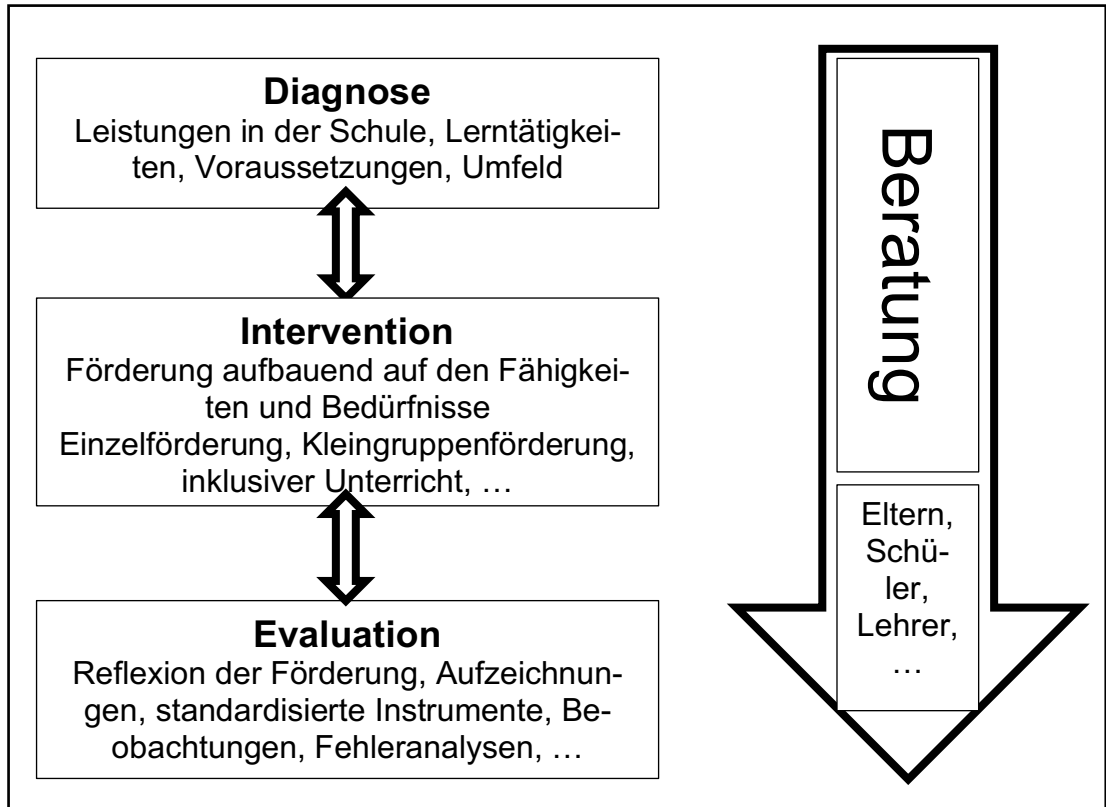 Diagnose
Leistungen in der Schule, Lerntätigkei-
ten, Voraussetzungen, Umfeld
Intervention
Förderung aufbauend auf den Fähigkei-
ten und Bedürfnisse
Einzelförderung, Kleingruppenförderung,
inklusiver Unterricht, …
Evaluation
Reflexion der Förderung, Aufzeichnun-
gen, standardisierte Instrumente, Be-
obachtungen, Fehleranalysen, …
Beratung
Eltern,
Schü-
ler,
Lehrer,
…